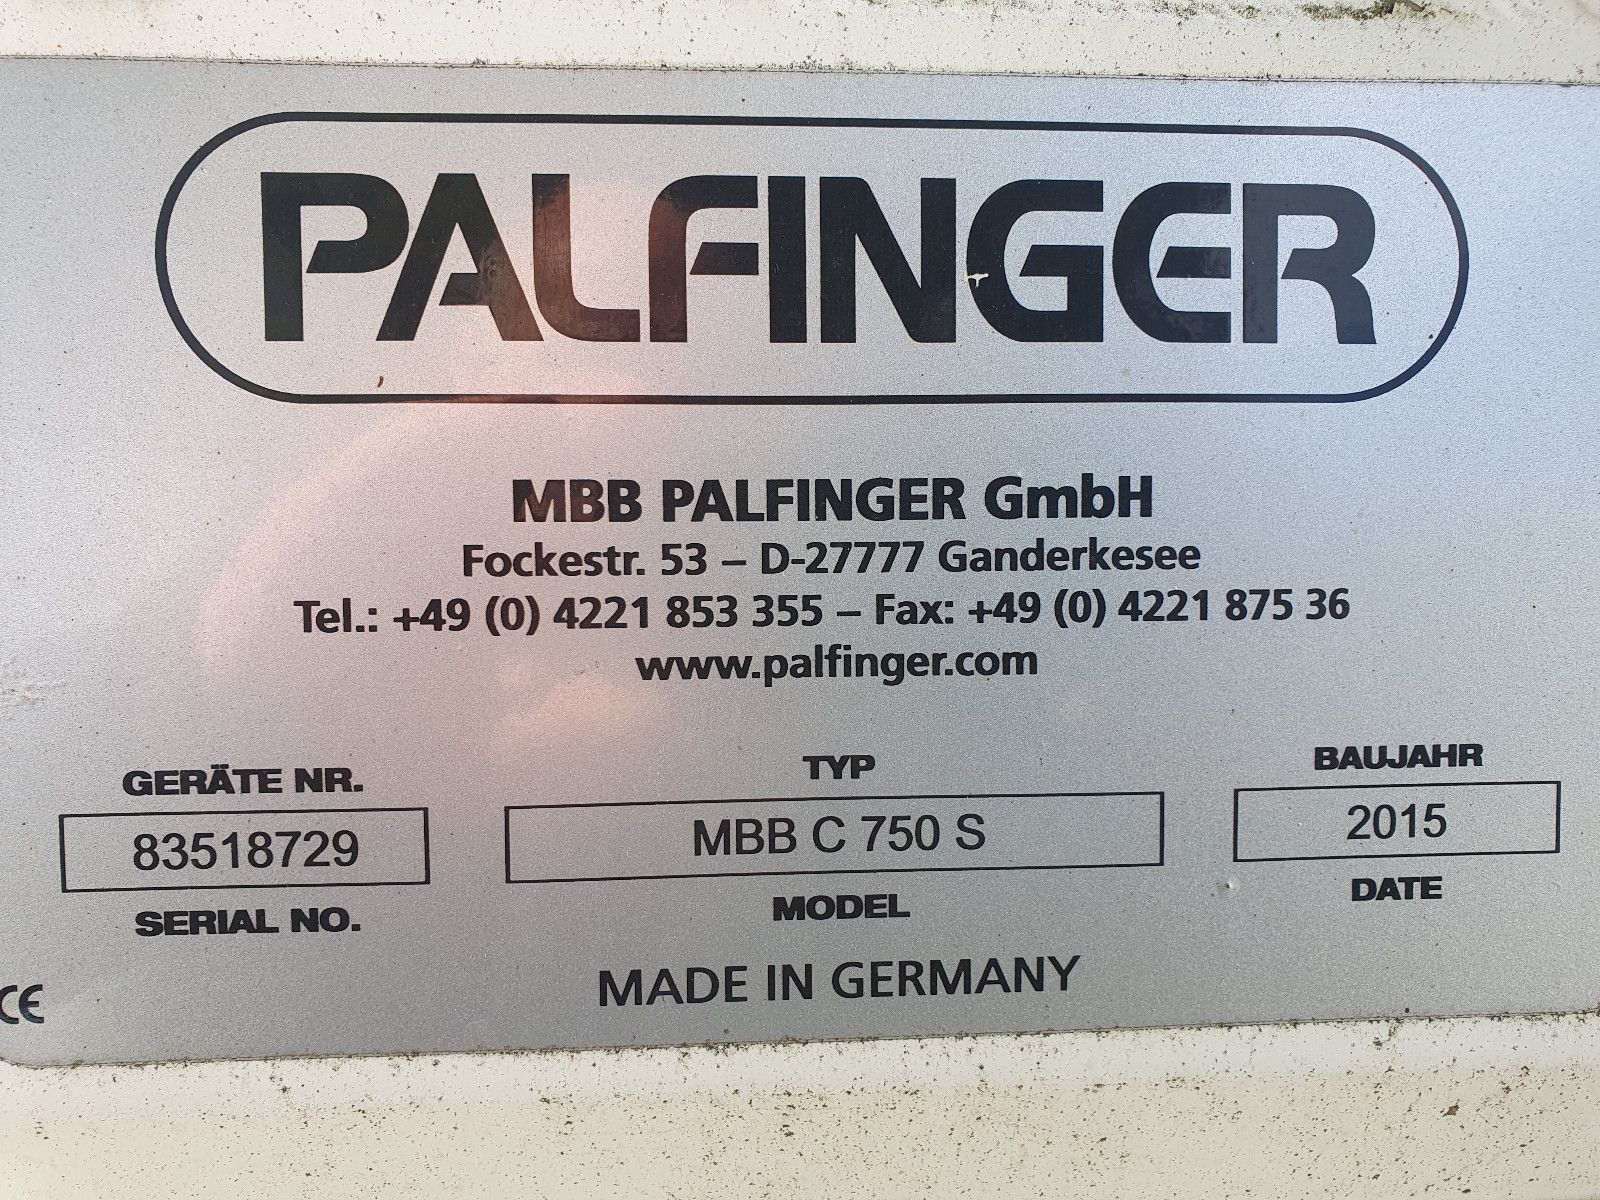 PALFINGER
MBB PALFINGER GmbH
Fockestr. 53 – D-27777 Ganderkesee
Tel.: +49 (0) 4221 853 355 – Fax: +49 (0) 4221 875 36
www.palfinger.com
GERÄTE NR. TYP BAUJAHR
83518729 MBB C 750 S 2015
SERIAL NO. MODEL DATE
MADE IN GERMANY
CE